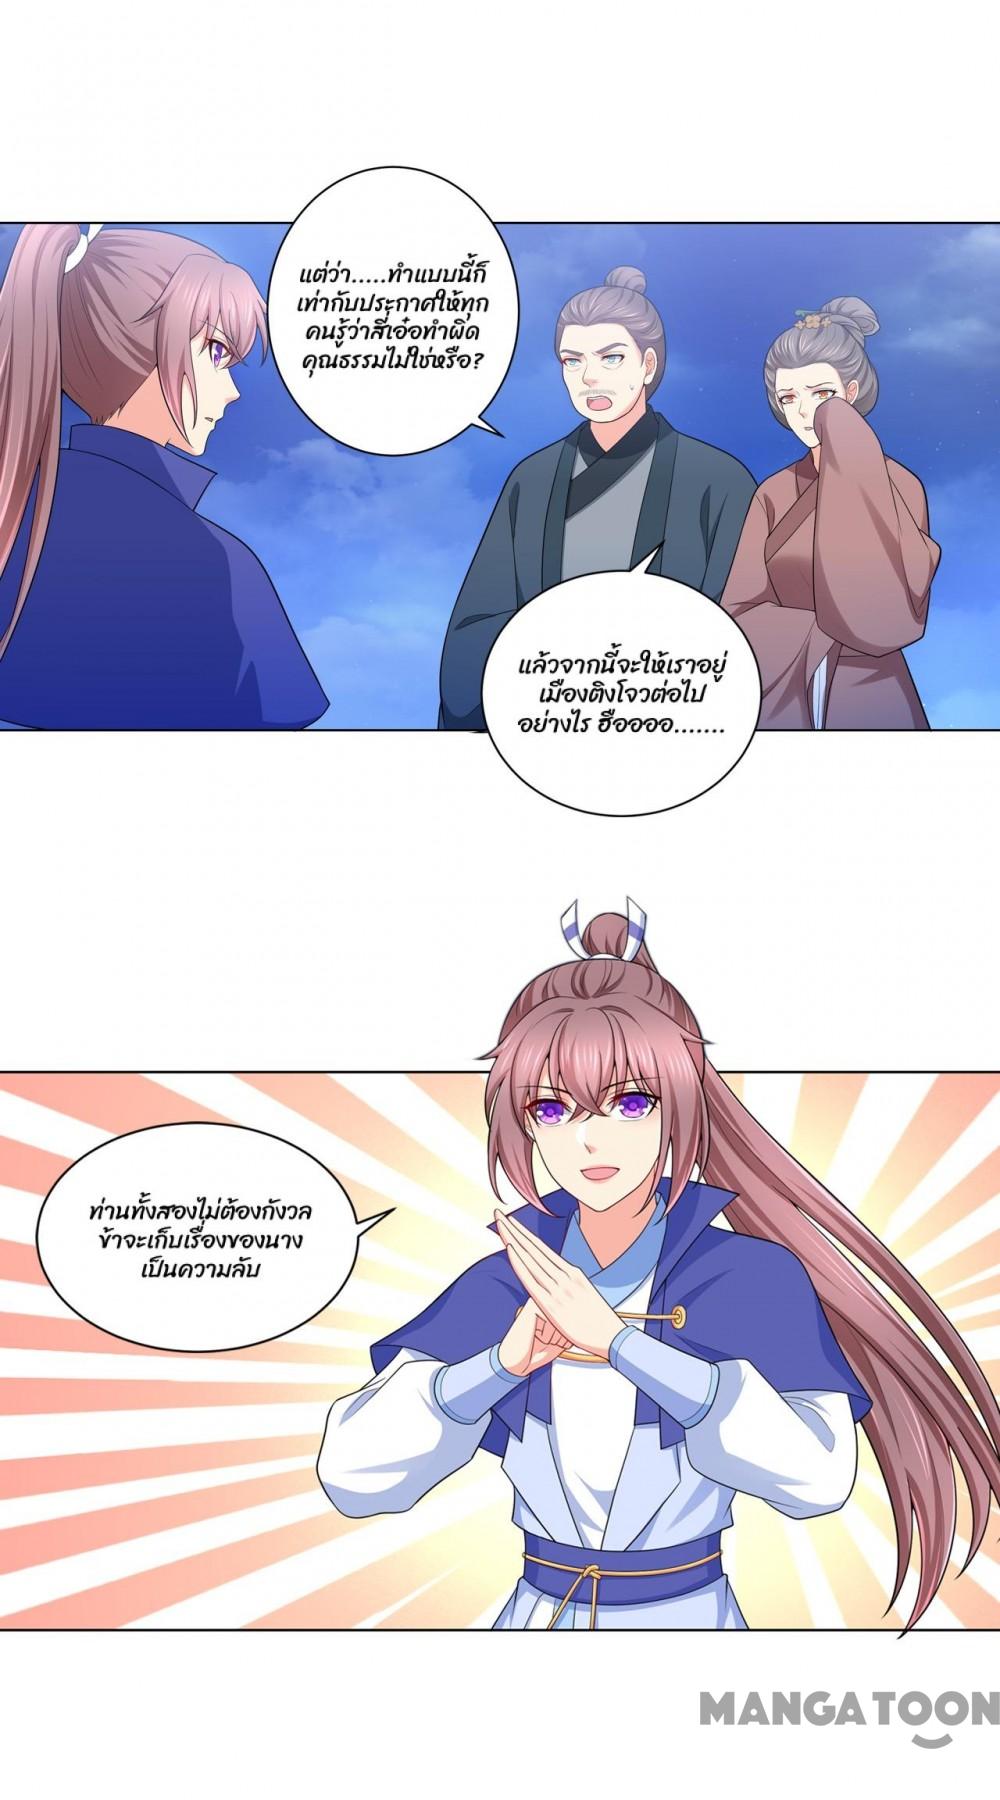 แต่ว่า.....ทำแบบนี้ก็
เท่ากับประกาศให้ทุก
คนรู้ว่าสี่เอ๋อทำผิด
คุณธรรมไม่ใช่หรือ?
แล้วจากนี้จะให้เราอยู่
เมืองติงโจวต่อไป
อย่างไร ฮืออออ.......
ท่านทั้งสองไม่ต้องกังวล
ข้าจะเก็บเรื่องของนาง
เป็นความลับ
MANGATOON